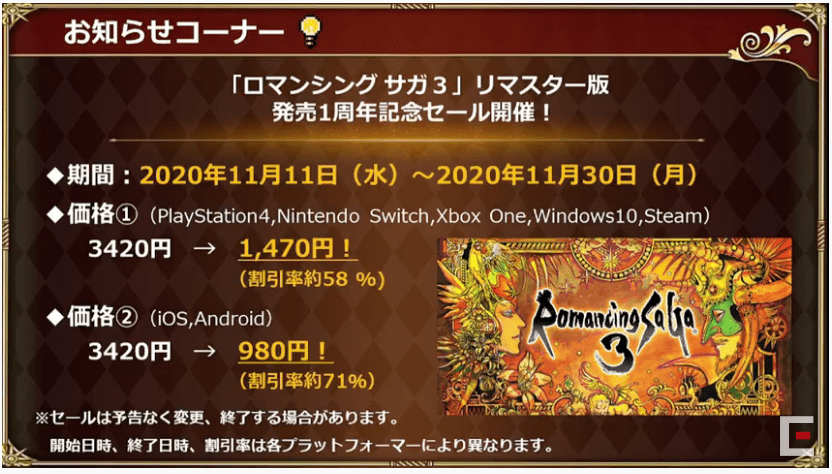 お知らせコーナー
「ロマンシング サガ３」リマスター版
発売1周年記念セール開催！
◆期間：2020年11月11日（水）～2020年11月30日（月）
◆価格①（PlayStation4,Nintendo Switch,Xbox One,Windows10,Steam）
3420円 → 1,470円！
（割引率約58 %）
◆価格②（iOS,Android）
3420円 → 980円！
（割引率約71%）
Romancing SaGa
3
※セールは予告なく変更、終了する場合があります。
開始日時、終了日時、割引率は各プラットフォーマーにより異なります。